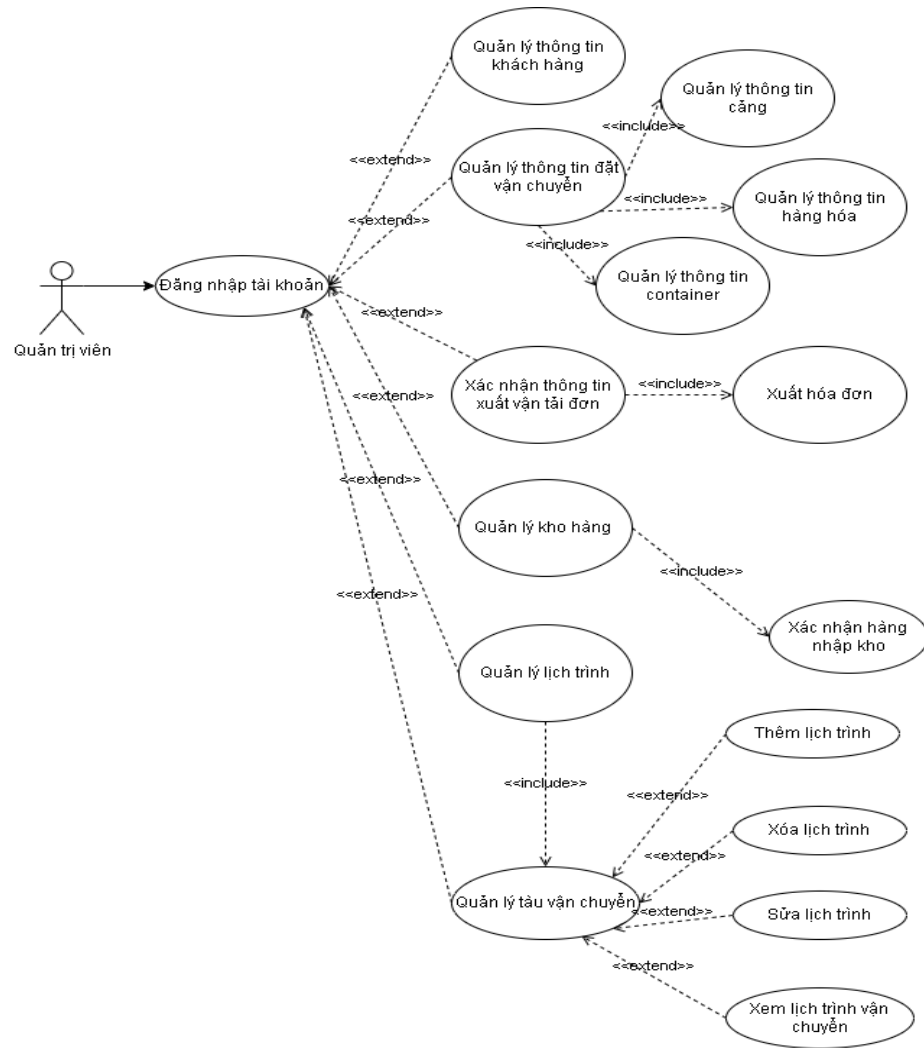 Quản lý thông tin
khách hàng
Quản lý thông tin
cảng
<<include>>
<<extend>>
Quản lý thông tin đặt
vận chuyển
<<include>>
Quản lý thông tin
hàng hóa
<<extend>>
<<include>>
Quản lý thông tin
container
Đăng nhập tài khoản
Quản trị viên
<<extend>>
Xác nhận thông tin
xuất vận tải đơn
<<include>>
Xuất hóa đơn
<<extend>>
<<extend>>
Quản lý kho hàng
<<include>>
<<extend>>
Xác nhận hàng
nhập kho
Quản lý lịch trình
Thêm lịch trình
<<include>>
<<extend>>
Xóa lịch trình
<<extend>>
Quản lý tàu vận chuyển
<<extend>>
Sửa lịch trình
<<extend>>
Xem lịch trình vận
chuyển